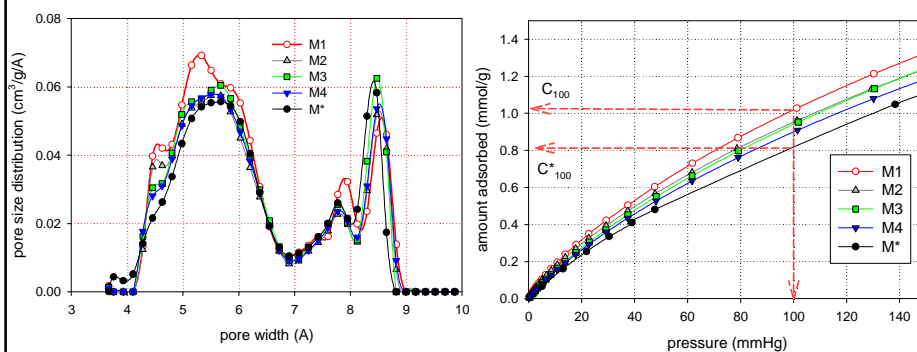 pore size distribution (cm³/g/A)
0.08
0.06
0.04
0.02
0.00
M1
M2
M3
M4
M*
3 4 5 6 7 8 9 10
pore width (A)
amount adsorbed (mmol/g)
1.4
1.2
1.0
0.8
0.6
0.4
0.2
0.0
C₁₀₀
C*₁₀₀
M1
M2
M3
M4
M*
0 20 40 60 80 100 120 140
pressure (mmHg)